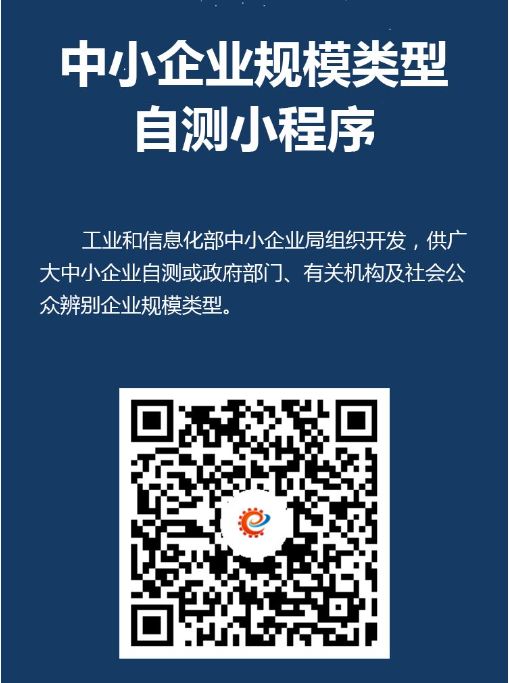 中小企业规模类型
自测小程序
工业和信息化部中小企业局组织开发，供广
大中小企业自测或政府部门、有关机构及社会公
众辨别企业规模类型。